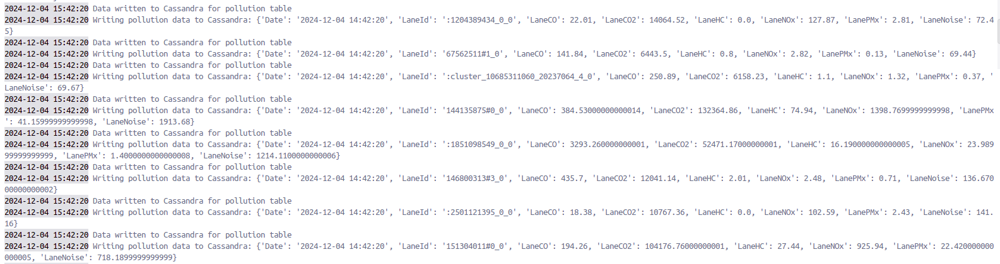 2024-12-04 15:42:20 Data written to Cassandra for pollution table
2024-12-04 15:42:20 Writing pollution data to Cassandra: {'Date': '2024-12-04 14:42:20', 'LaneId': ':1204389434_0_0', 'LaneCO': 22.01, 'LaneCO2': 14064.52, 'LaneHC': 0.0, 'LaneNOx': 127.87, 'LanePMx': 2.81, 'LaneNoise': 72.4
5}
2024-12-04 15:42:20 Data written to Cassandra for pollution table
2024-12-04 15:42:20 Writing pollution data to Cassandra: {'Date': '2024-12-04 14:42:20', 'LaneId': '67562511#1_0', 'LaneCO': 141.84, 'LaneCO2': 6443.5, 'LaneHC': 0.8, 'LaneNOx': 2.82, 'LanePMx': 0.13, 'LaneNoise': 69.44}
2024-12-04 15:42:20 Data written to Cassandra for pollution table
2024-12-04 15:42:20 Writing pollution data to Cassandra: {'Date': '2024-12-04 14:42:20', 'LaneId': ':cluster_10685311060_20237064_4_0', 'LaneCO': 250.89, 'LaneCO2': 6158.23, 'LaneHC': 1.1, 'LaneNOx': 1.32, 'LanePMx': 0.37, '
LaneNoise': 69.67}
2024-12-04 15:42:20 Data written to Cassandra for pollution table
2024-12-04 15:42:20 Writing pollution data to Cassandra: {'Date': '2024-12-04 14:42:20', 'LaneId': '144135875#0_0', 'LaneCO': 384.53000000000014, 'LaneCO2': 132364.86, 'LaneHC': 74.94, 'LaneNOx': 1398.7699999999998, 'LanePMx
': 41.15999999999998, 'LaneNoise': 1913.68}
2024-12-04 15:42:20 Data written to Cassandra for pollution table
2024-12-04 15:42:20 Writing pollution data to Cassandra: {'Date': '2024-12-04 14:42:20', 'LaneId': ':1851098549_0_0', 'LaneCO': 3293.260000000001, 'LaneCO2': 52471.17000000001, 'LaneHC': 16.190000000000005, 'LaneNOx': 23.989
99999999999, 'LanePMx': 1.4000000000000008, 'LaneNoise': 1214.1100000000006}
2024-12-04 15:42:20 Data written to Cassandra for pollution table
2024-12-04 15:42:20 Writing pollution data to Cassandra: {'Date': '2024-12-04 14:42:20', 'LaneId': '146800313#3_0', 'LaneCO': 435.7, 'LaneCO2': 12041.14, 'LaneHC': 2.01, 'LaneNOx': 2.48, 'LanePMx': 0.71, 'LaneNoise': 136.670
00000000002}
2024-12-04 15:42:20 Data written to Cassandra for pollution table
2024-12-04 15:42:20 Writing pollution data to Cassandra: {'Date': '2024-12-04 14:42:20', 'LaneId': ':2501121395_0_0', 'LaneCO': 18.38, 'LaneCO2': 10767.36, 'LaneHC': 0.0, 'LaneNOx': 102.59, 'LanePMx': 2.43, 'LaneNoise': 141.
16}
2024-12-04 15:42:20 Data written to Cassandra for pollution table
2024-12-04 15:42:20 Writing pollution data to Cassandra: {'Date': '2024-12-04 14:42:20', 'LaneId': '151304011#0_0', 'LaneCO': 194.26, 'LaneCO2': 104176.76000000001, 'LaneHC': 27.44, 'LaneNOx': 925.94, 'LanePMx': 22.420000000
000005, 'LaneNoise': 718.1899999999999}